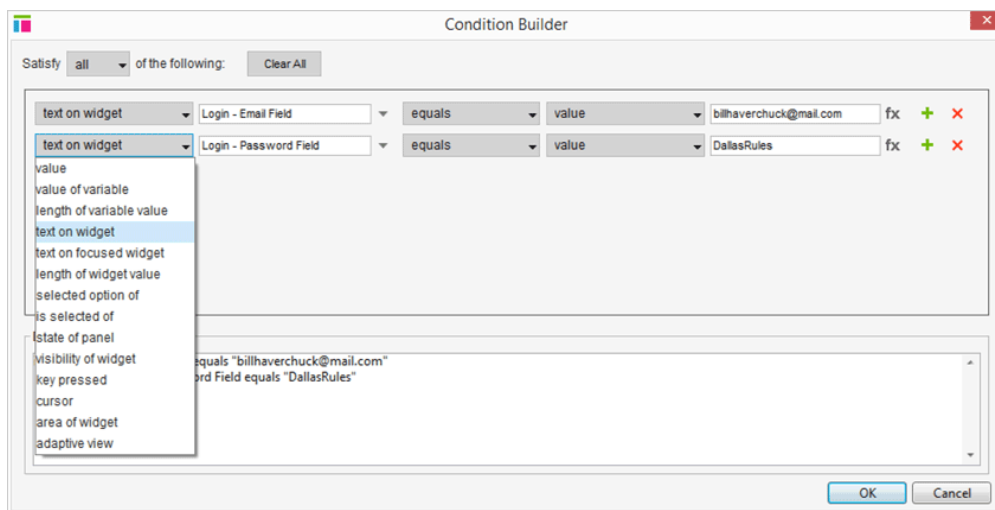 Condition Builder
Satisfy all of the following: Clear All
text on widget Login - Email Field equals value billhaverchuck@mail.com fx
text on widget Login - Password Field equals value DallasRules fx
value
value of variable
length of variable value
text on widget
text on focused widget
length of widget value
selected option of
is selected of
state of panel
visibility of widget
key pressed
cursor
area of widget
adaptive view
equals "billhaverchuck@mail.com"
Field equals "DallasRules"
OK Cancel